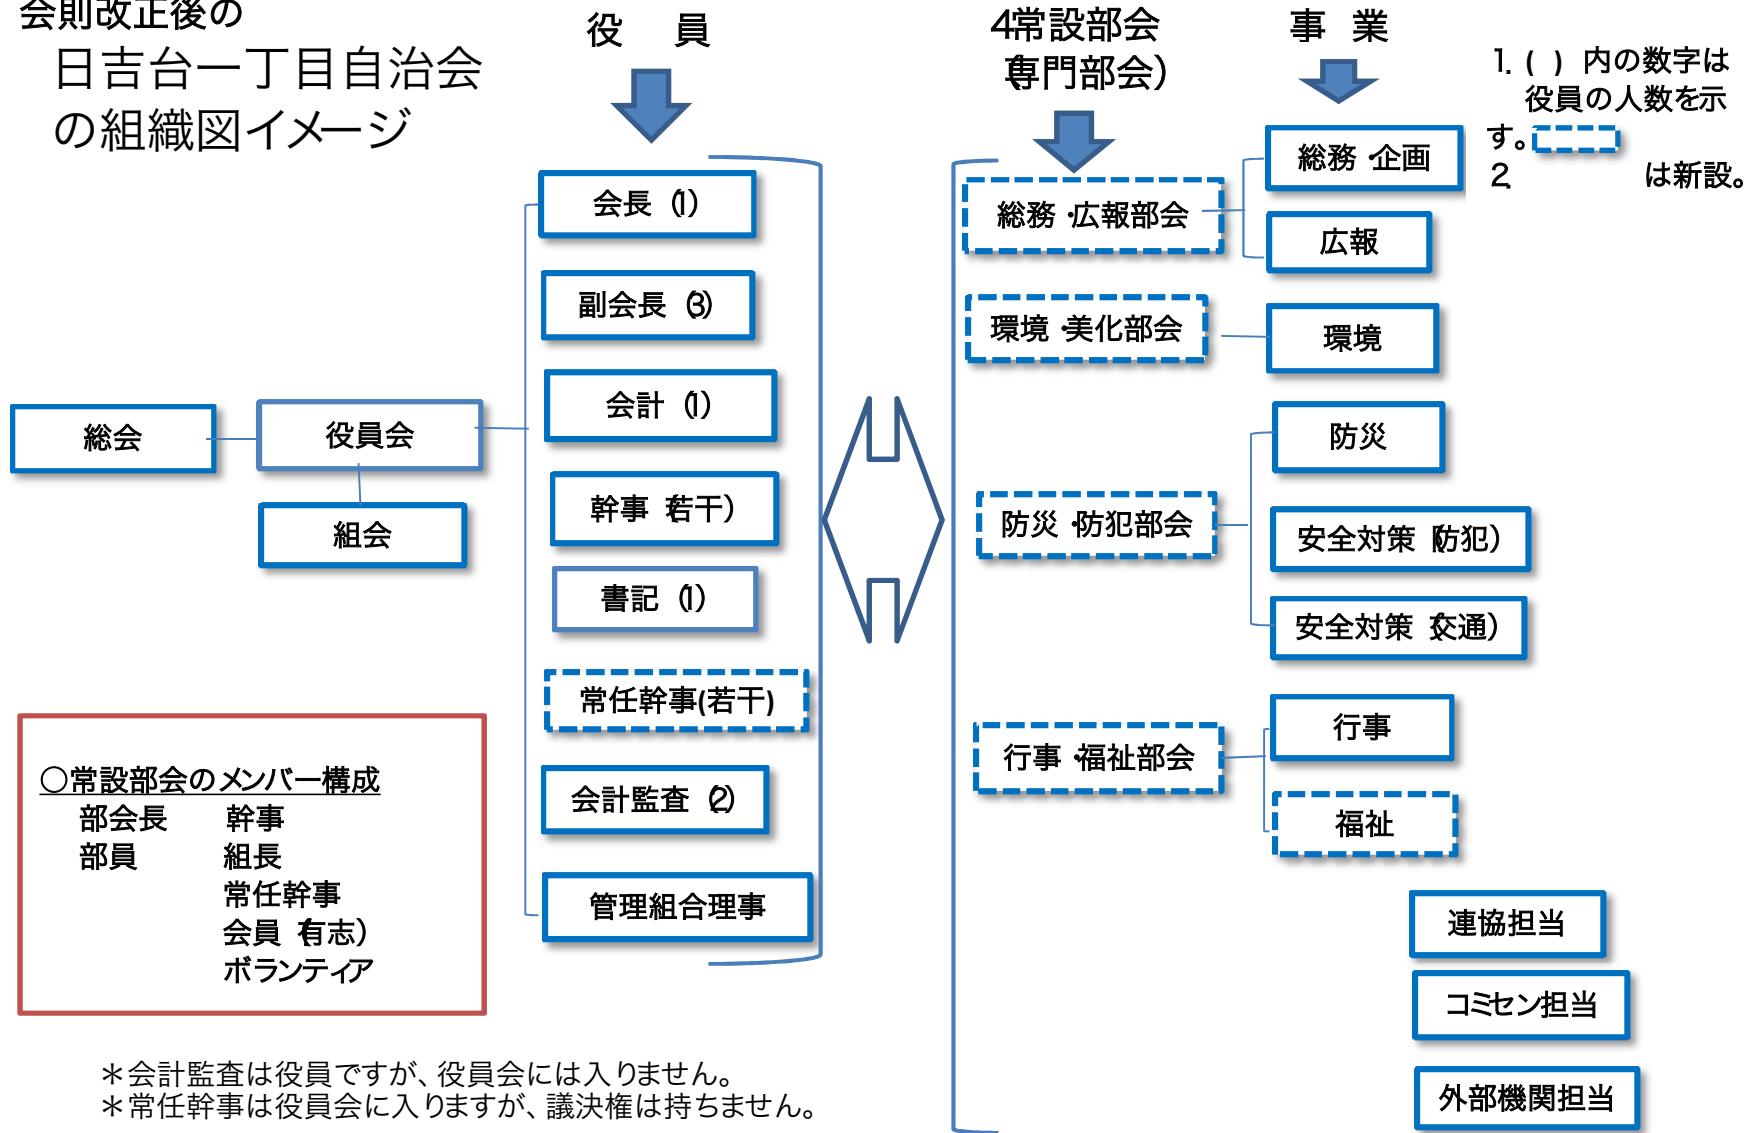 会則改正後の
日吉台一丁目自治会
の組織図イメージ
役 員
4常設部会
(専門部会)
事 業
1. ( ) 内の数字は
役員の人数を示
す。
2. は新設。
会長 (1)
副会長 (3)
会計 (1)
幹事 (若干)
書記 (1)
常任幹事(若干)
会計監査 (2)
管理組合理事
総会
役員会
組会
総務・広報部会
環境・美化部会
防災・防犯部会
行事・福祉部会
総務・企画
広報
環境
防災
安全対策 (防犯)
安全対策 (交通)
行事
福祉
連協担当
コミセン担当
外部機関担当
○常設部会のメンバー構成
部会長 幹事
部員 組長
常任幹事
会員 (有志)
ボランティア
＊会計監査は役員ですが、役員会には入りません。
＊常任幹事は役員会に入りますが、議決権は持ちません。